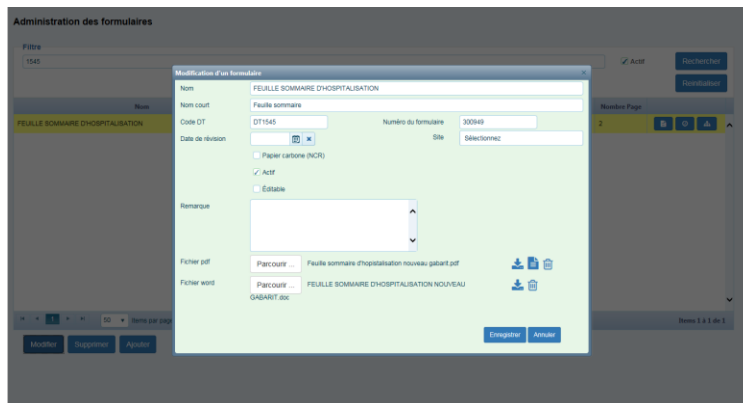 Administration des formulaires
Filtre
1545
Actif
Rechercher
Réinitialiser
Modification d'un formulaire
×
Nom
Nombre Page
FEUILLE SOMMAIRE D'HOSPITALISATION
2
Nom
FEUILLE SOMMAIRE D'HOSPITALISATION
Nom court
Feuille sommaire
Code DT
DT1545
Numéro du formulaire
300949
Date de révision
Site
Sélectionnez
Papier carbone (NCR)
Actif
Éditable
Remarque
Fichier pdf
Parcourir ...
Feuille sommaire d'hopistalisation nouveau gabarit.pdf
Fichier word
Parcourir ...
FEUILLE SOMMAIRE D'HOSPITALISATION NOUVEAU
GABARIT.doc
Enregistrer
Annuler
1
50
items par page
Items 1 à 1 de 1
Modifier
Supprimer
Ajouter